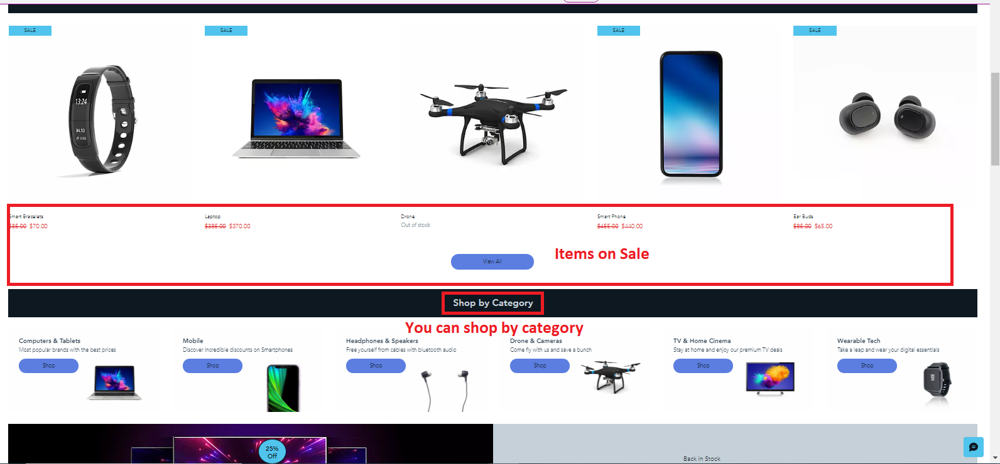 SALE
SALE
SALE
SALE
13:24
04.10
Smart Bracelets
$85.00 $70.00
Laptop
$385.00 $370.00
Drone
Out of stock
Smart Phone
$455.00 $440.00
Ear Buds
$85.00 $65.00
View All
Items on Sale
Shop by Category
You can shop by category
Computers & Tablets
Most popular brands with the best prices
Shop
Mobile
Discover Incredible discounts on Smartphones
Shop
Headphones & Speakers
Free yourself from cables with bluetooth audio
Shop
Drone & Cameras
Come fly with us and save a bunch
Shop
TV & Home Cinema
Stay at home and enjoy our premium TV deals
Shop
Wearable Tech
Take a leap and wear your digital essentials
Shop
25%
Off
Back in Stock